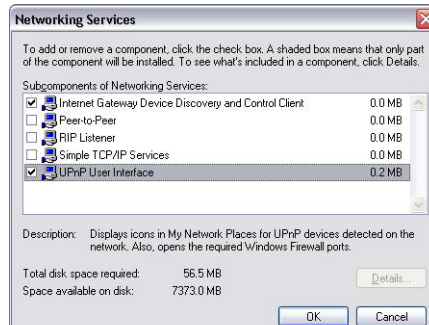 Networking Services
To add or remove a component, click the check box. A shaded box means that only part
of the component will be installed. To see what's included in a component, click Details.
Subcomponents of Networking Services:
Internet Gateway Device Discovery and Control Client 0.0 MB
Peer-to-Peer 0.0 MB
RIP Listener 0.0 MB
Simple TCP/IP Services 0.0 MB
UPnP User Interface 0.2 MB
Description: Displays icons in My Network Places for UPnP devices detected on the
network. Also, opens the required Windows Firewall ports.
Total disk space required: 56.5 MB
Space available on disk: 7373.0 MB
Details...
OK Cancel